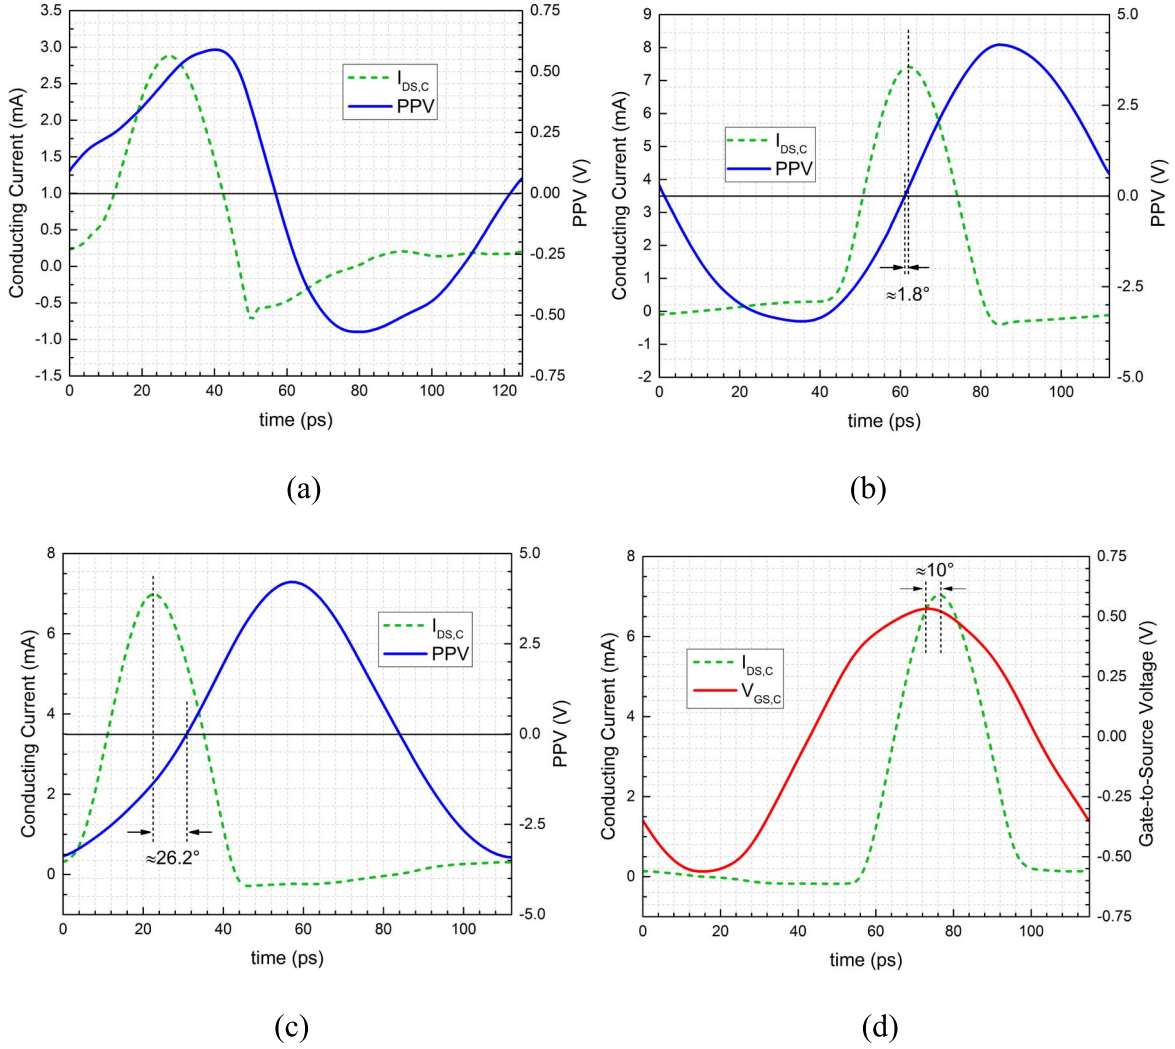 3.5
3.0
2.5
2.0
1.5
1.0
0.5
0.0
-0.5
-1.0
-1.5
Conducting Current (mA)
0.75
0.50
0.25
0.00
-0.25
-0.50
-0.75
PPV (V)
I_DS,C
PPV
0 20 40 60 80 100 120
time (ps)
(a)
9
8
7
6
5
4
3
2
1
0
-1
-2
Conducting Current (mA)
5.0
2.5
0.0
-2.5
-5.0
PPV (V)
I_DS,C
PPV
≈1.8°
0 20 40 60 80 100
time (ps)
(b)
8
6
4
2
0
Conducting Current (mA)
5.0
2.5
0.0
-2.5
-5.0
PPV (V)
I_DS,C
PPV
≈26.2°
0 20 40 60 80 100
time (ps)
(c)
8
6
4
2
0
Conducting Current (mA)
0.75
0.50
0.25
0.00
-0.25
-0.50
-0.75
Gate-to-Source Voltage (V)
≈10°
I_DS,C
V_GS,C
0 20 40 60 80 100
time (ps)
(d)